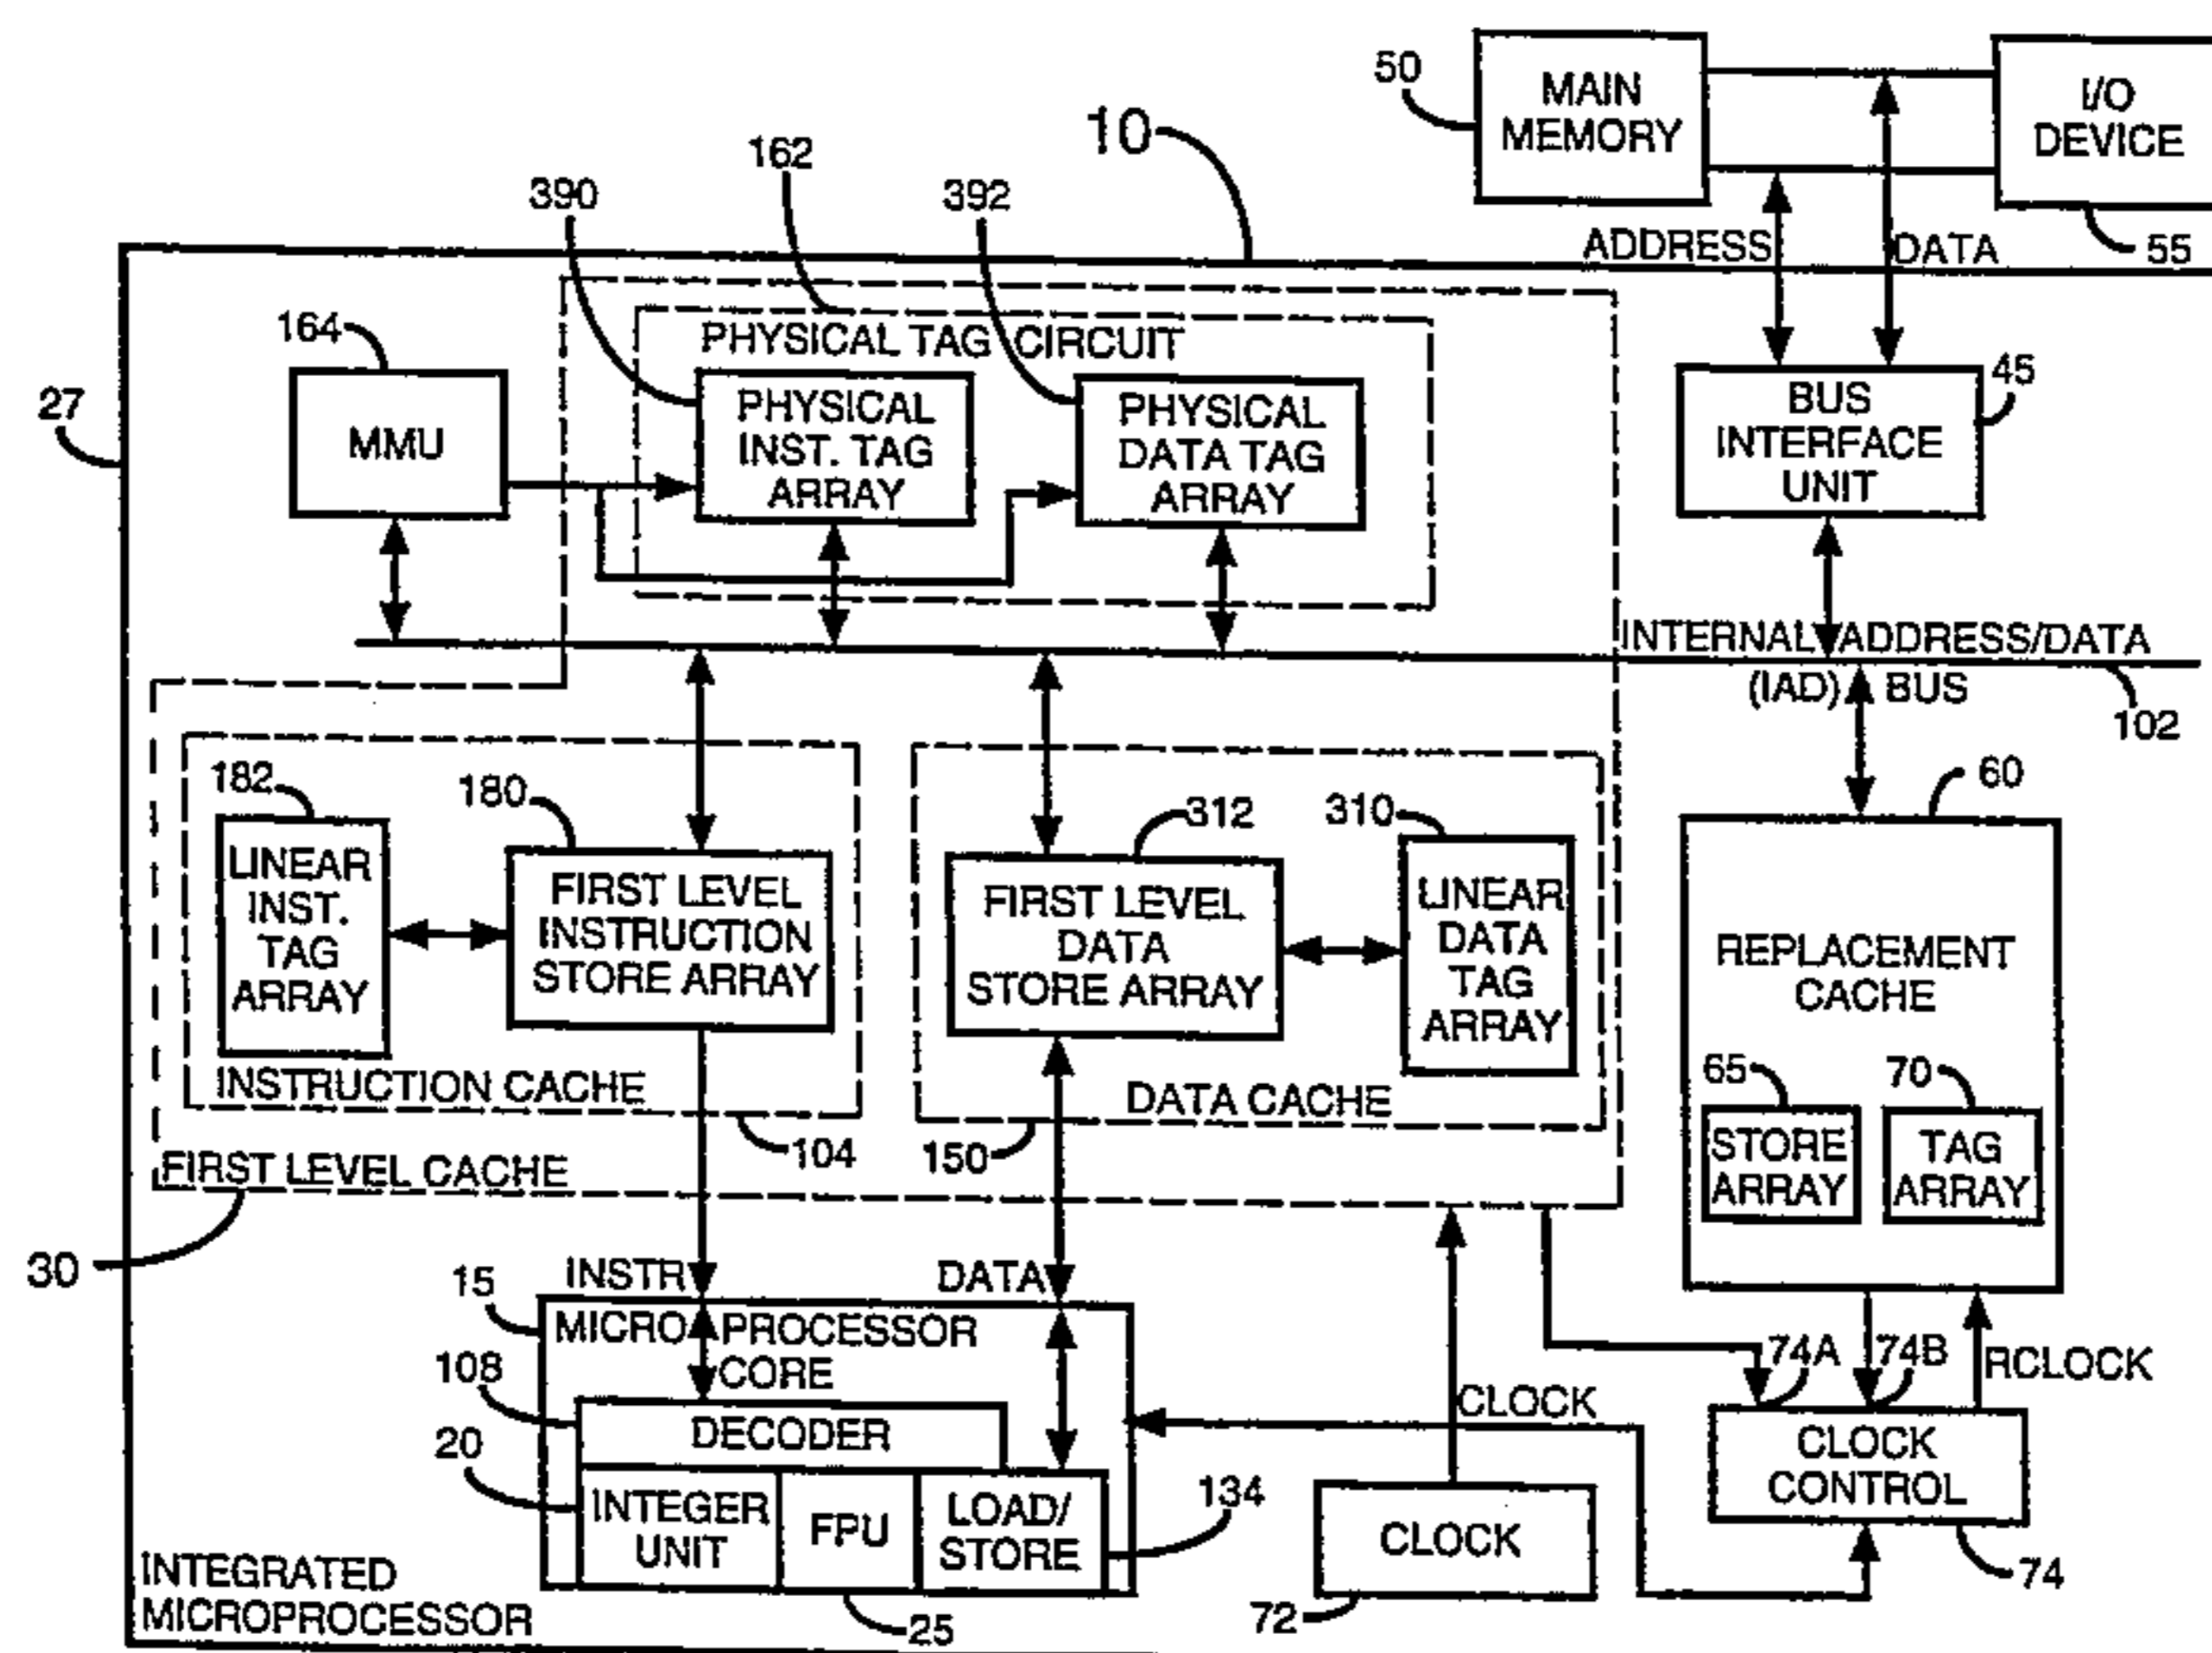 50
MAIN
MEMORY
I/O
DEVICE
55
10
162
390
392
ADDRESS
DATA
164
PHYSICAL TAG CIRCUIT
27
MMU
PHYSICAL
INST. TAG
ARRAY
PHYSICAL
DATA TAG
ARRAY
BUS
INTERFACE
UNIT
45
INTERNAL ADDRESS/DATA
(IAD) BUS
102
182
180
312
310
60
LINEAR
INST.
TAG
ARRAY
FIRST LEVEL
INSTRUCTION
STORE ARRAY
FIRST LEVEL
DATA
STORE ARRAY
LINEAR
DATA
TAG
ARRAY
REPLACEMENT
CACHE
65
70
STORE
ARRAY
TAG
ARRAY
INSTRUCTION CACHE
DATA CACHE
104
150
FIRST LEVEL CACHE
30
INSTR
DATA
15
MICRO PROCESSOR
CORE
74A
74B
RCLOCK
108
DECODER
CLOCK
20
INTEGER
UNIT
FPU
LOAD/
STORE
134
CLOCK
CLOCK
CONTROL
74
72
25
INTEGRATED
MICROPROCESSOR